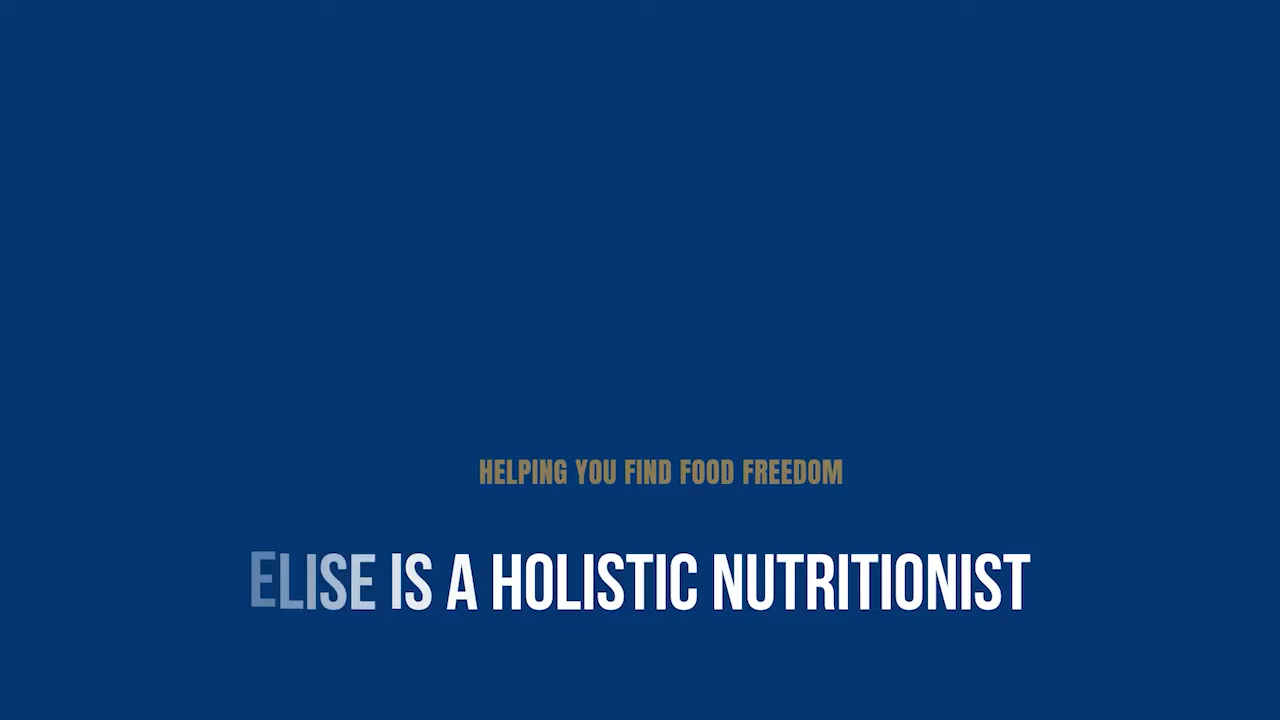 HELPING YOU FIND FOOD FREEDOM
ELISE IS A HOLISTIC NUTRITIONIST